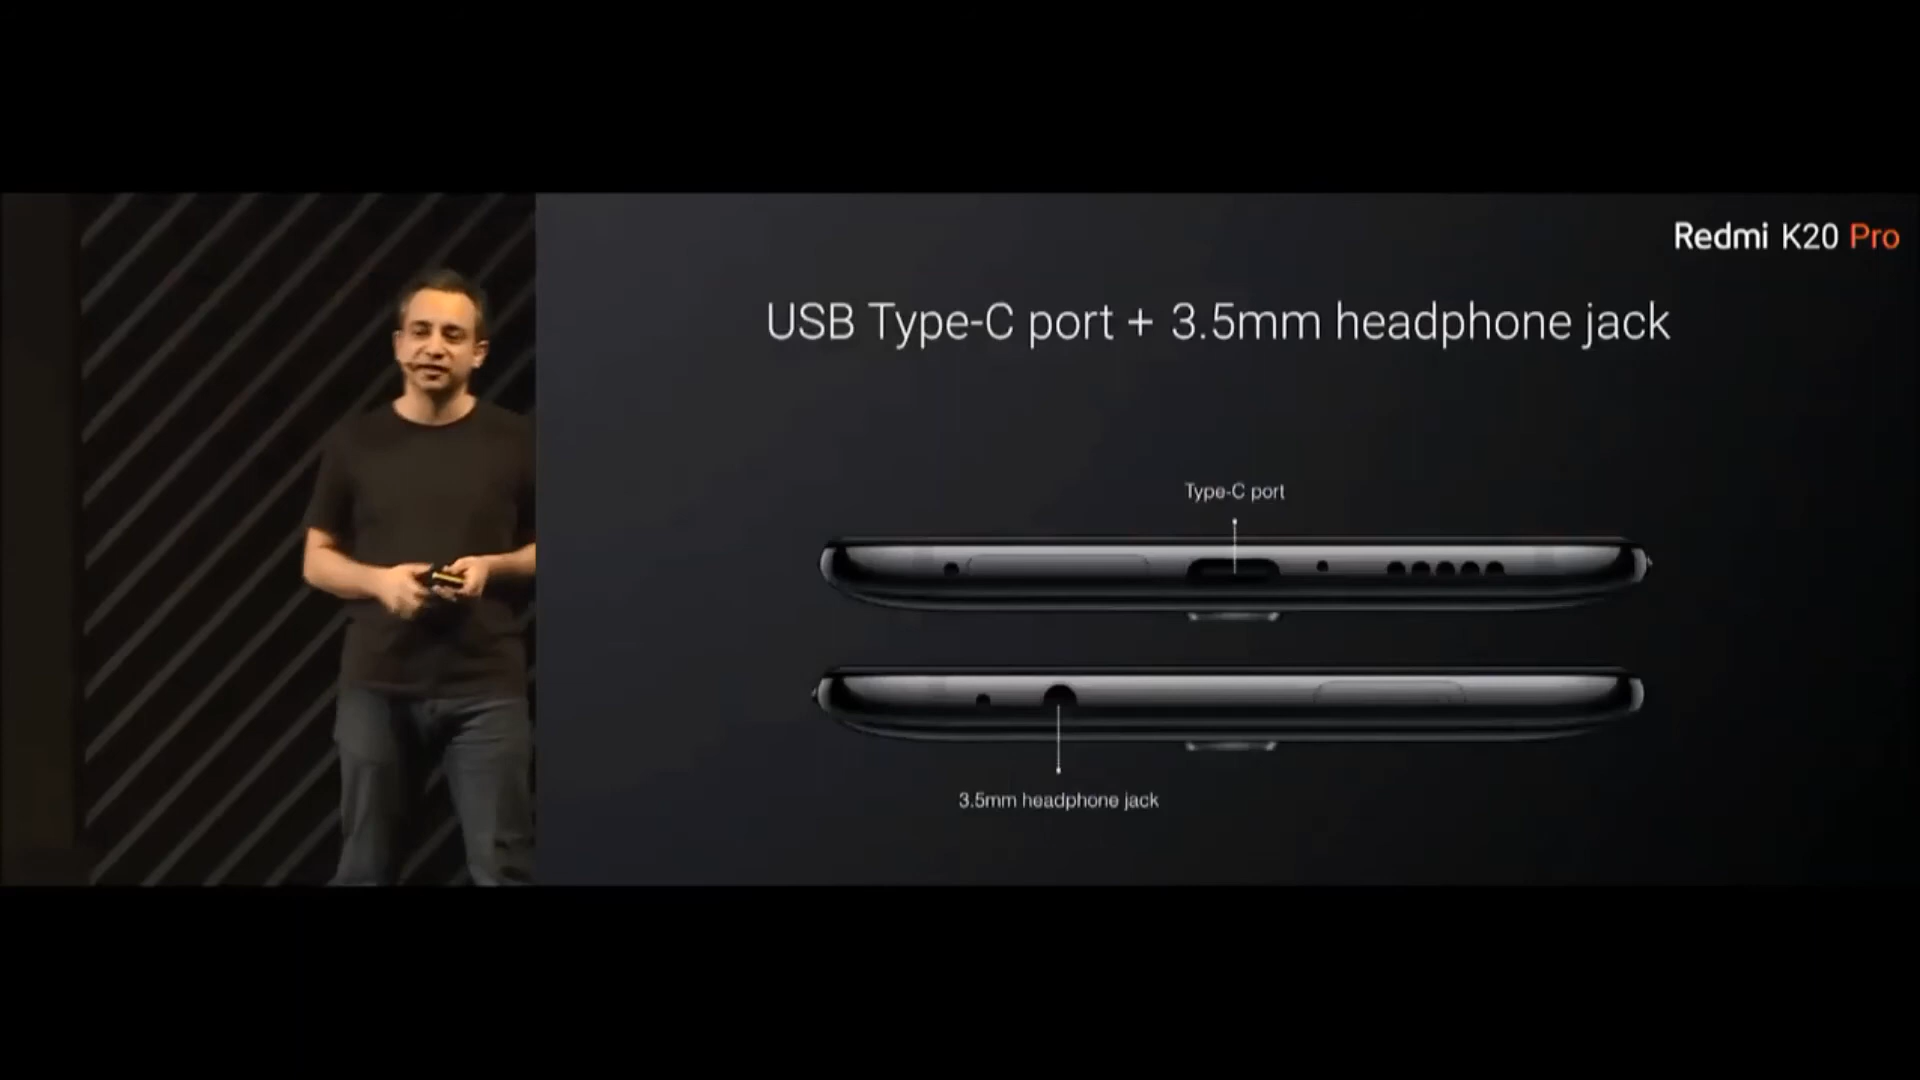 Redmi K20 Pro
USB Type-C port + 3.5mm headphone jack
Type-C port
3.5mm headphone jack